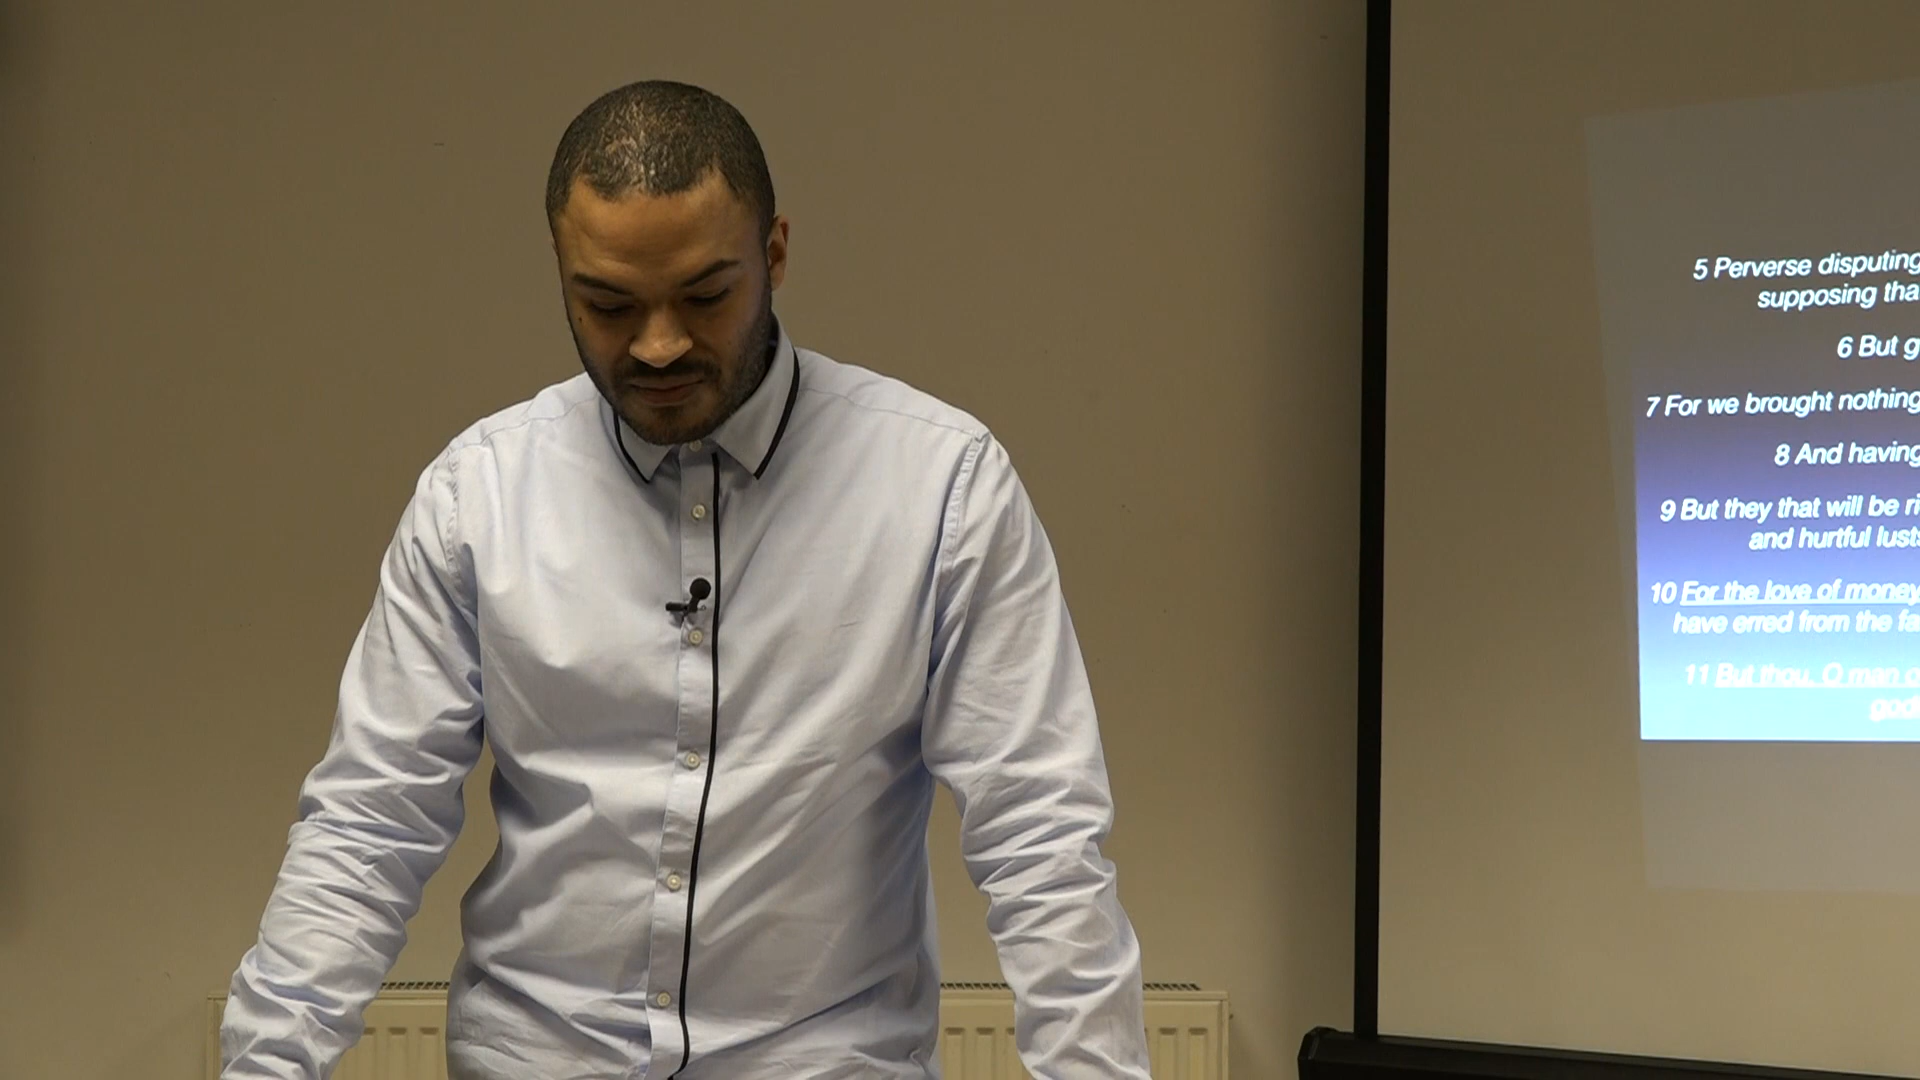 5 Perverse disputing
supposing tha
6 But g
7 For we brought nothing
8 And having
9 But they that will be ri
and hurtful lusts
10 For the love of money
have erred from the fa
11 But thou, O man o
god